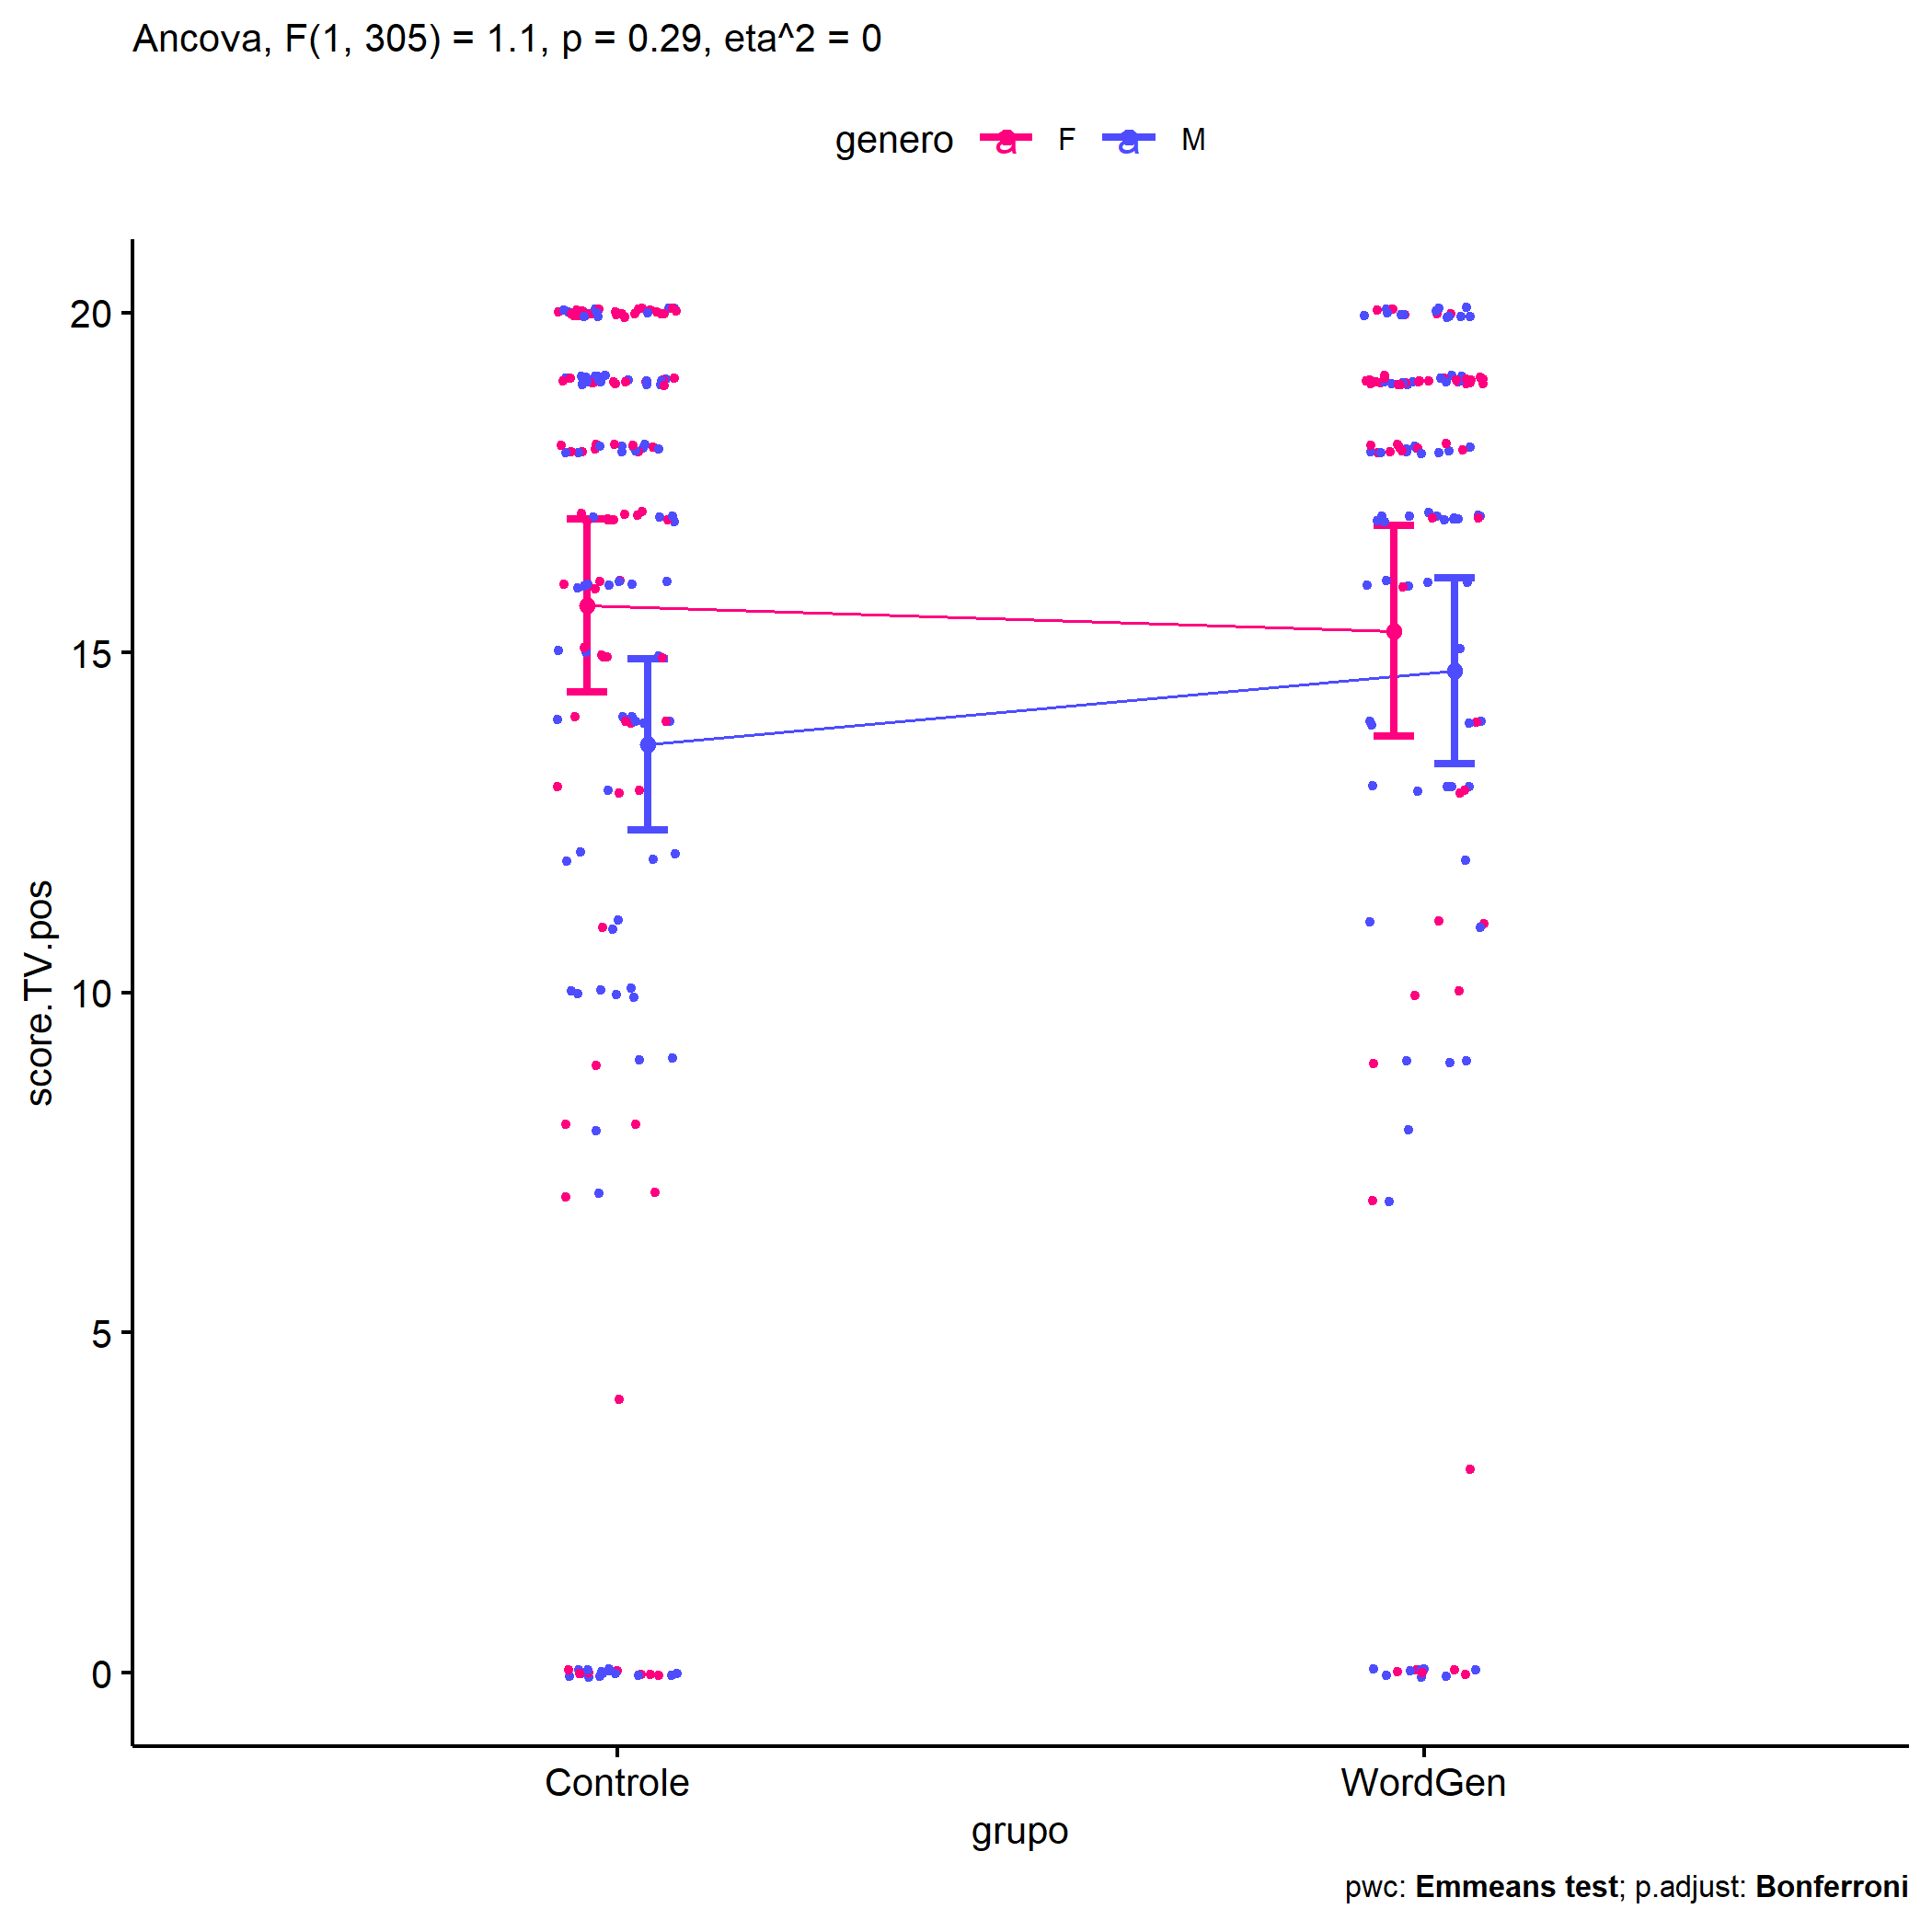 Ancova, F(1, 305) = 1.1, p = 0.29, eta^2 = 0
genero a F a M
20
15
10
5
0
score.TV.pos
Controle WordGen
grupo
pwc: Emmeans test; p.adjust: Bonferroni